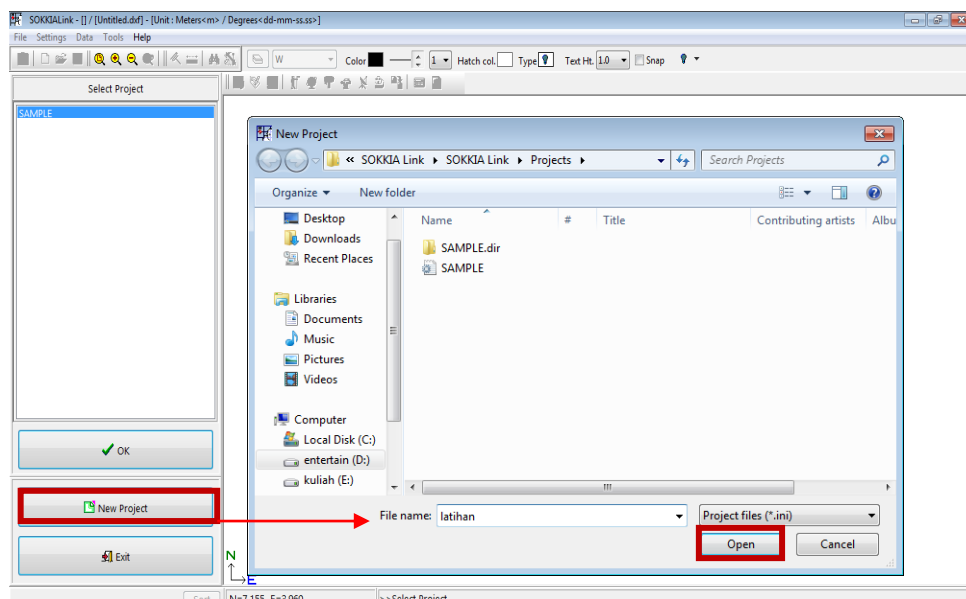 SOKKIALink - [] / [Untitled.dxf] - [Unit : Meters<m> / Degrees<dd-mm-ss.ss>]
File Settings Data Tools Help
W Color 1 Hatch col. Type Text Ht. 1.0 Snap
Select Project
SAMPLE
OK
New Project
Exit
New Project
« SOKKIA Link SOKKIA Link Projects
Search Projects
Organize New folder
Desktop
Downloads
Recent Places
Libraries
Documents
Music
Pictures
Videos
Computer
Local Disk (C:)
entertain (D:)
kuliah (E:)
Name # Title Contributing artists Albu
SAMPLE.dir
SAMPLE
File name: latihan Project files (*.ini)
Open Cancel
N
E
N=7.155 E=3.960 >>Select Project